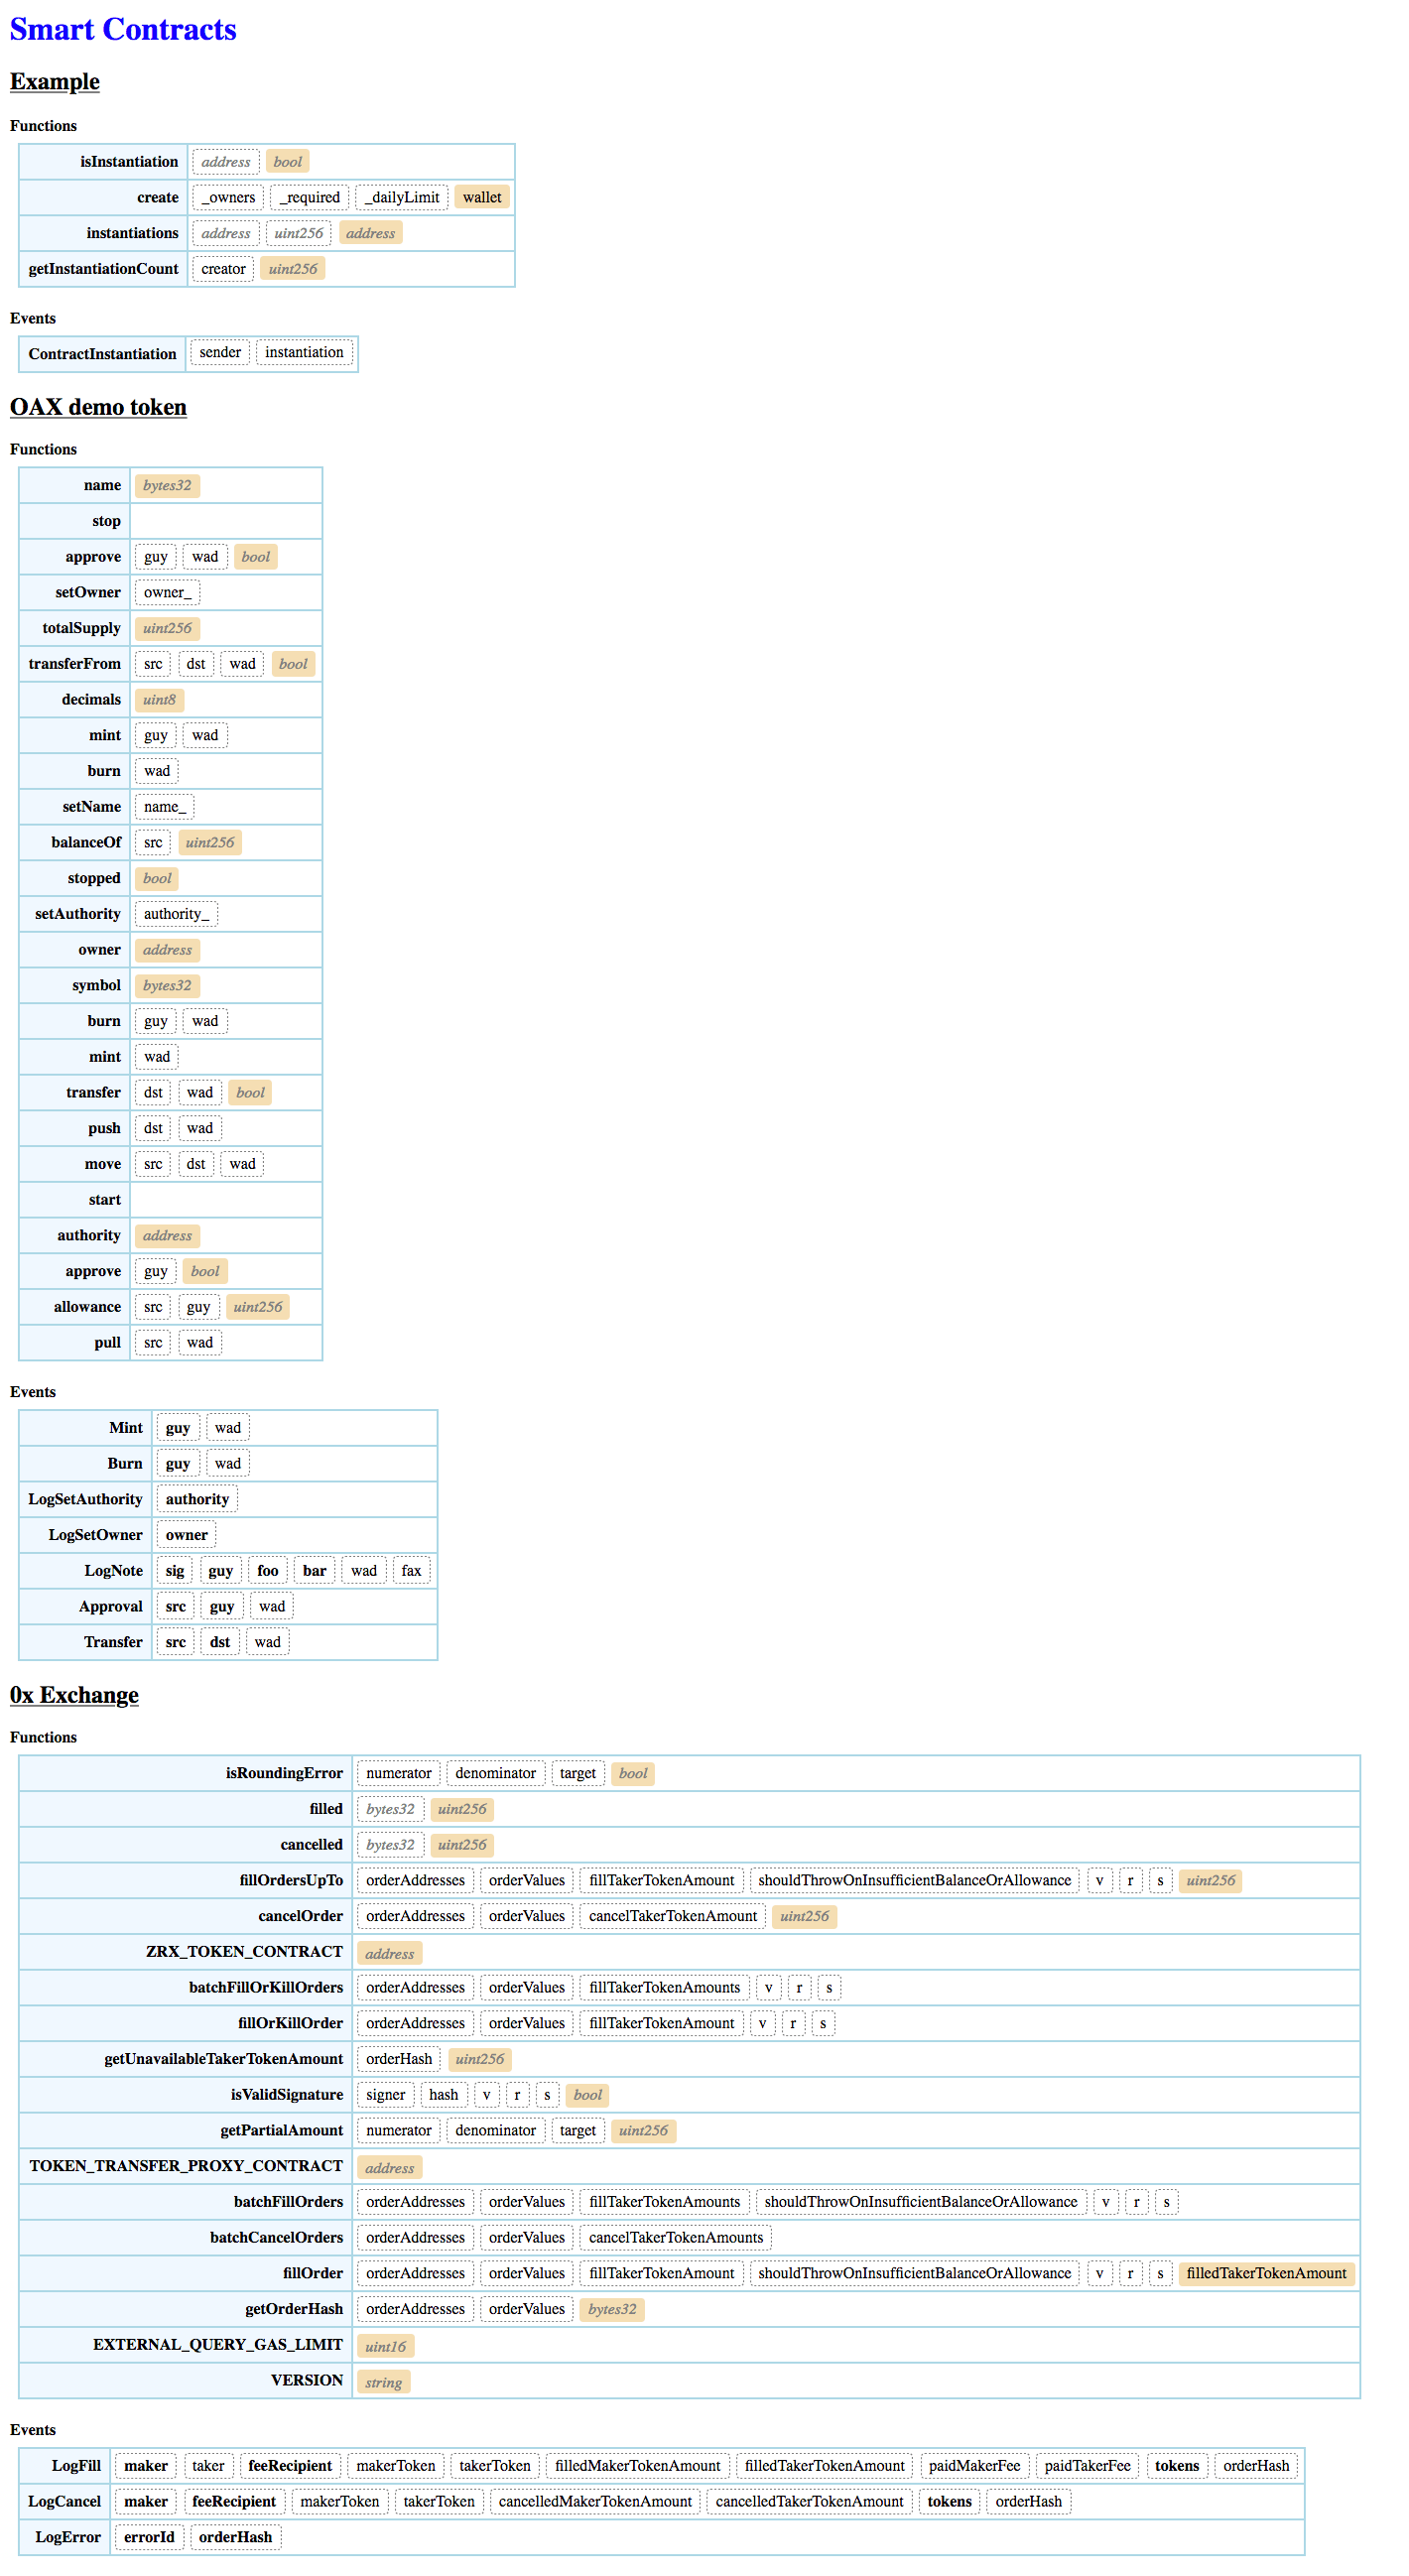 Smart Contracts
Example
Functions
isInstantiation address bool
create _owners _required _dailyLimit wallet
instantiations address uint256 address
getInstantiationCount creator uint256
Events
ContractInstantiation sender instantiation
OAX demo token
Functions
name bytes32
stop
approve guy wad bool
setOwner owner_
totalSupply uint256
transferFrom src dst wad bool
decimals uint8
mint guy wad
burn wad
setName name_
balanceOf src uint256
stopped bool
setAuthority authority_
owner address
symbol bytes32
burn guy wad
mint wad
transfer dst wad bool
push dst wad
move src dst wad
start
authority address
approve guy bool
allowance src guy uint256
pull src wad
Events
Mint guy wad
Burn guy wad
LogSetAuthority authority
LogSetOwner owner
LogNote sig guy foo bar wad fax
Approval src guy wad
Transfer src dst wad
0x Exchange
Functions
isRoundingError numerator denominator target bool
filled bytes32 uint256
cancelled bytes32 uint256
fillOrdersUpTo orderAddresses orderValues fillTakerTokenAmount shouldThrowOnInsufficientBalanceOrAllowance v r s uint256
cancelOrder orderAddresses orderValues cancelTakerTokenAmount uint256
ZRX_TOKEN_CONTRACT address
batchFillOrKillOrders orderAddresses orderValues fillTakerTokenAmounts v r s
fillOrKillOrder orderAddresses orderValues fillTakerTokenAmount v r s
getUnavailableTakerTokenAmount orderHash uint256
isValidSignature signer hash v r s bool
getPartialAmount numerator denominator target uint256
TOKEN_TRANSFER_PROXY_CONTRACT address
batchFillOrders orderAddresses orderValues fillTakerTokenAmounts shouldThrowOnInsufficientBalanceOrAllowance v r s
batchCancelOrders orderAddresses orderValues cancelTakerTokenAmounts
fillOrder orderAddresses orderValues fillTakerTokenAmount shouldThrowOnInsufficientBalanceOrAllowance v r s filledTakerTokenAmount
getOrderHash orderAddresses orderValues bytes32
EXTERNAL_QUERY_GAS_LIMIT uint16
VERSION string
Events
LogFill maker taker feeRecipient makerToken takerToken filledMakerTokenAmount filledTakerTokenAmount paidMakerFee paidTakerFee tokens orderHash
LogCancel maker feeRecipient makerToken takerToken cancelledMakerTokenAmount cancelledTakerTokenAmount tokens orderHash
LogError errorId orderHash